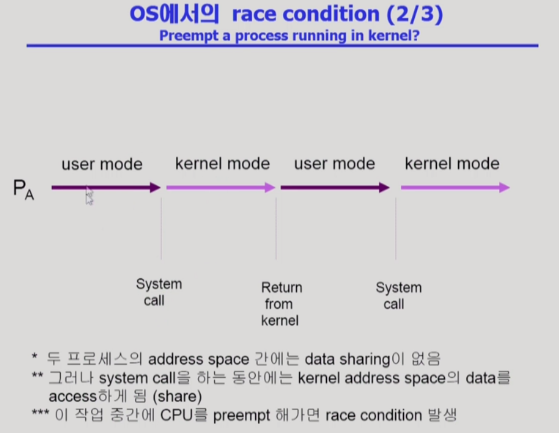 OS에서의 race condition (2/3)
Preempt a process running in kernel?
user mode
kernel mode
user mode
kernel mode
PA
System
call
Return
from
kernel
System
call
* 두 프로세스의 address space 간에는 data sharing이 없음
** 그러나 system call을 하는 동안에는 kernel address space의 data를
access하게 됨 (share)
*** 이 작업 중간에 CPU를 preempt 해가면 race condition 발생